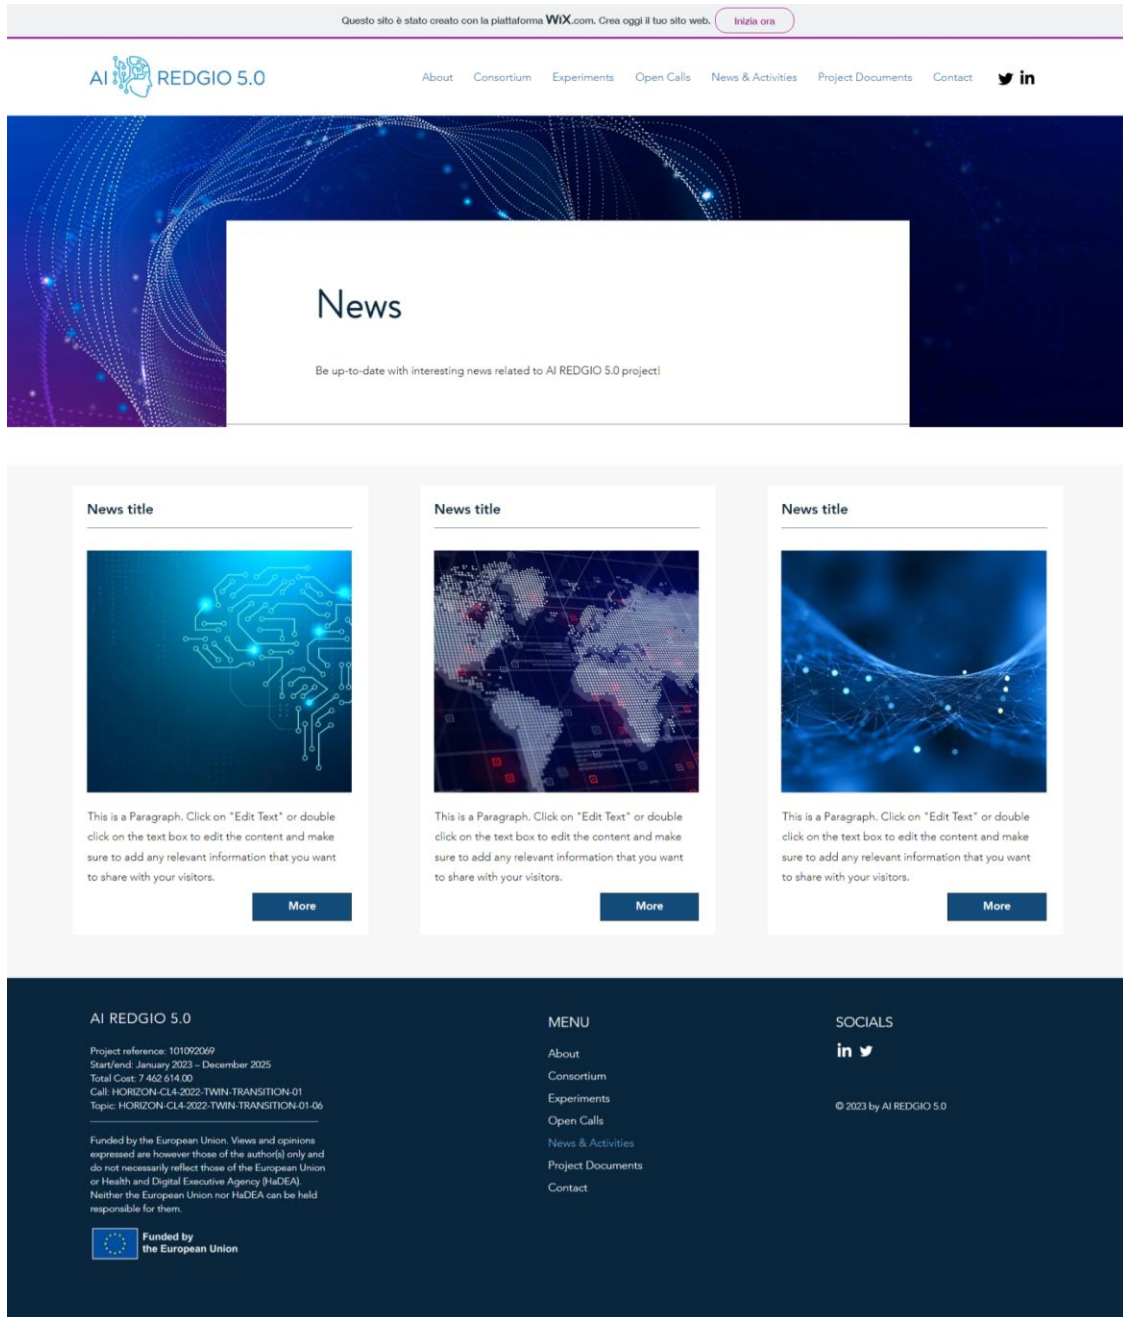 Questo sito è stato creato con la piattaforma WiX.com. Crea oggi il tuo sito web. Inizia ora
AI REDGIO 5.0
About Consortium Experiments Open Calls News & Activities Project Documents Contact
News
Be up-to-date with interesting news related to AI REDGIO 5.0 project!
News title
This is a Paragraph. Click on "Edit Text" or double
click on the text box to edit the content and make
sure to add any relevant information that you want
to share with your visitors.
More
News title
This is a Paragraph. Click on "Edit Text" or double
click on the text box to edit the content and make
sure to add any relevant information that you want
to share with your visitors.
More
News title
This is a Paragraph. Click on "Edit Text" or double
click on the text box to edit the content and make
sure to add any relevant information that you want
to share with your visitors.
More
AI REDGIO 5.0
Project reference: 101092069
Start/end: January 2023 – December 2025
Total Cost: 7 462 614.00
Call: HORIZON-CL4-2022-TWIN-TRANSITION-01
Topic: HORIZON-CL4-2022-TWIN-TRANSITION-01-06
Funded by the European Union. Views and opinions
expressed are however those of the author(s) only and
do not necessarily reflect those of the European Union
or Health and Digital Executive Agency (HaDEA).
Neither the European Union nor HaDEA can be held
responsible for them.
Funded by
the European Union
MENU
About
Consortium
Experiments
Open Calls
News & Activities
Project Documents
Contact
SOCIALS
© 2023 by AI REDGIO 5.0